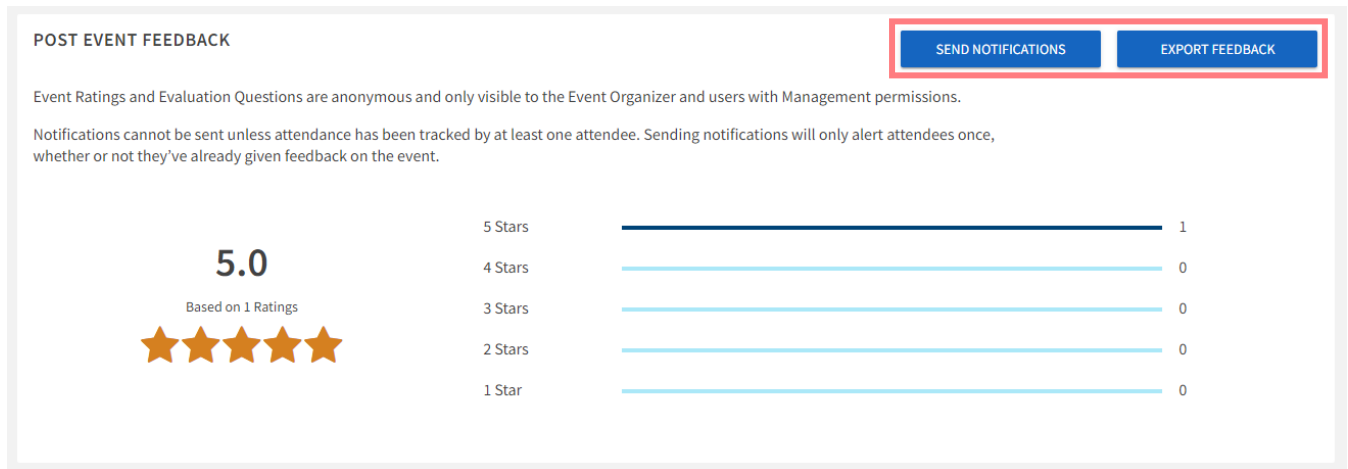 POST EVENT FEEDBACK
SEND NOTIFICATIONS
EXPORT FEEDBACK
Event Ratings and Evaluation Questions are anonymous and only visible to the Event Organizer and users with Management permissions.
Notifications cannot be sent unless attendance has been tracked by at least one attendee. Sending notifications will only alert attendees once,
whether or not they've already given feedback on the event.
5.0
Based on 1 Ratings
5 Stars 1
4 Stars 0
3 Stars 0
2 Stars 0
1 Star 0